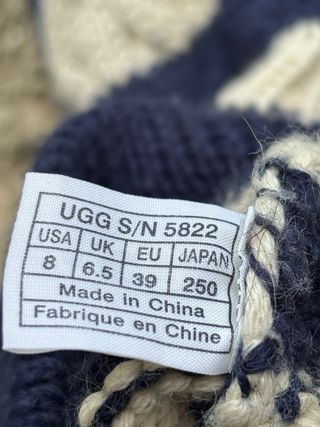 UGG S/N 5822
USA UK EU JAPAN
8 6.5 39 250
Made in China
Fabrique en Chine